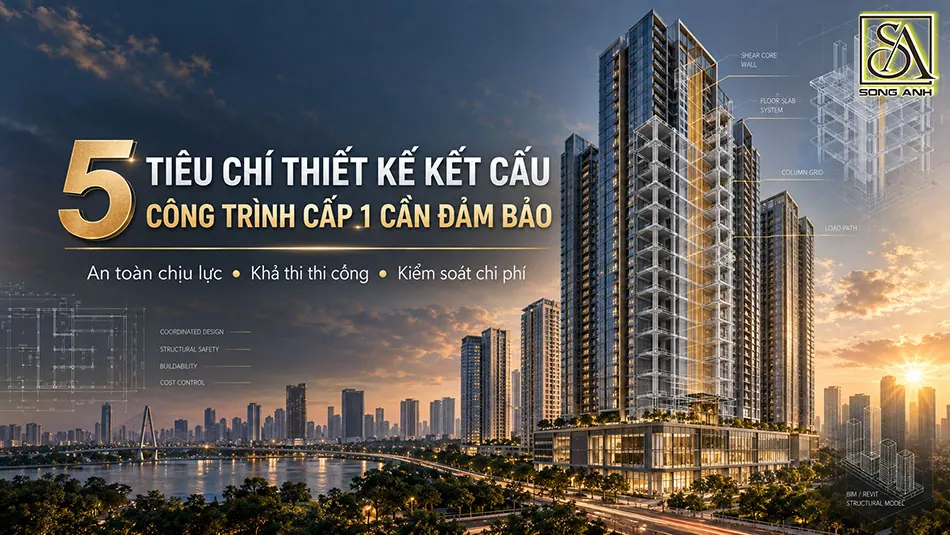 SA
SONG ANH
SHEAR CORE
WALL
FLOOR SLAB
SYSTEM
COLUMN GRID
LOAD PATH
5
TIÊU CHÍ THIẾT KẾ KẾT CẤU
CÔNG TRÌNH CẤP 1 CẦN ĐẢM BẢO
An toàn chịu lực • Khả thi thi công • Kiểm soát chi phí
COORDINATED DESIGN
STRUCTURAL SAFETY
BUILDABILITY
COST CONTROL
BIM / REVIT
STRUCTURAL MODEL